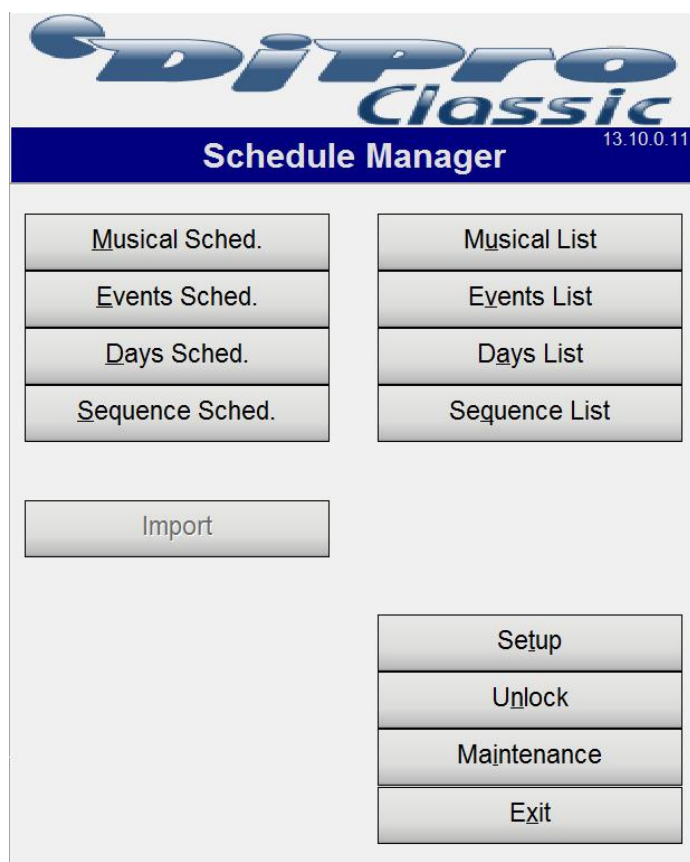 DjPro
Classic
13.10.0.11
Schedule Manager
Musical Sched.
Musical List
Events Sched.
Events List
Days Sched.
Days List
Sequence Sched.
Sequence List
Import
Setup
Unlock
Maintenance
Exit